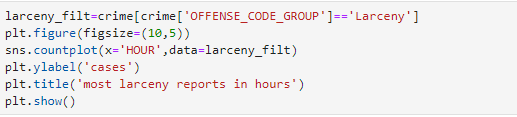 larceny_filt=crime[crime['OFFENSE_CODE_GROUP']=='Larceny']
plt.figure(figsize=(10,5))
sns.countplot(x='HOUR',data=larceny_filt)
plt.ylabel('cases')
plt.title('most larceny reports in hours')
plt.show()